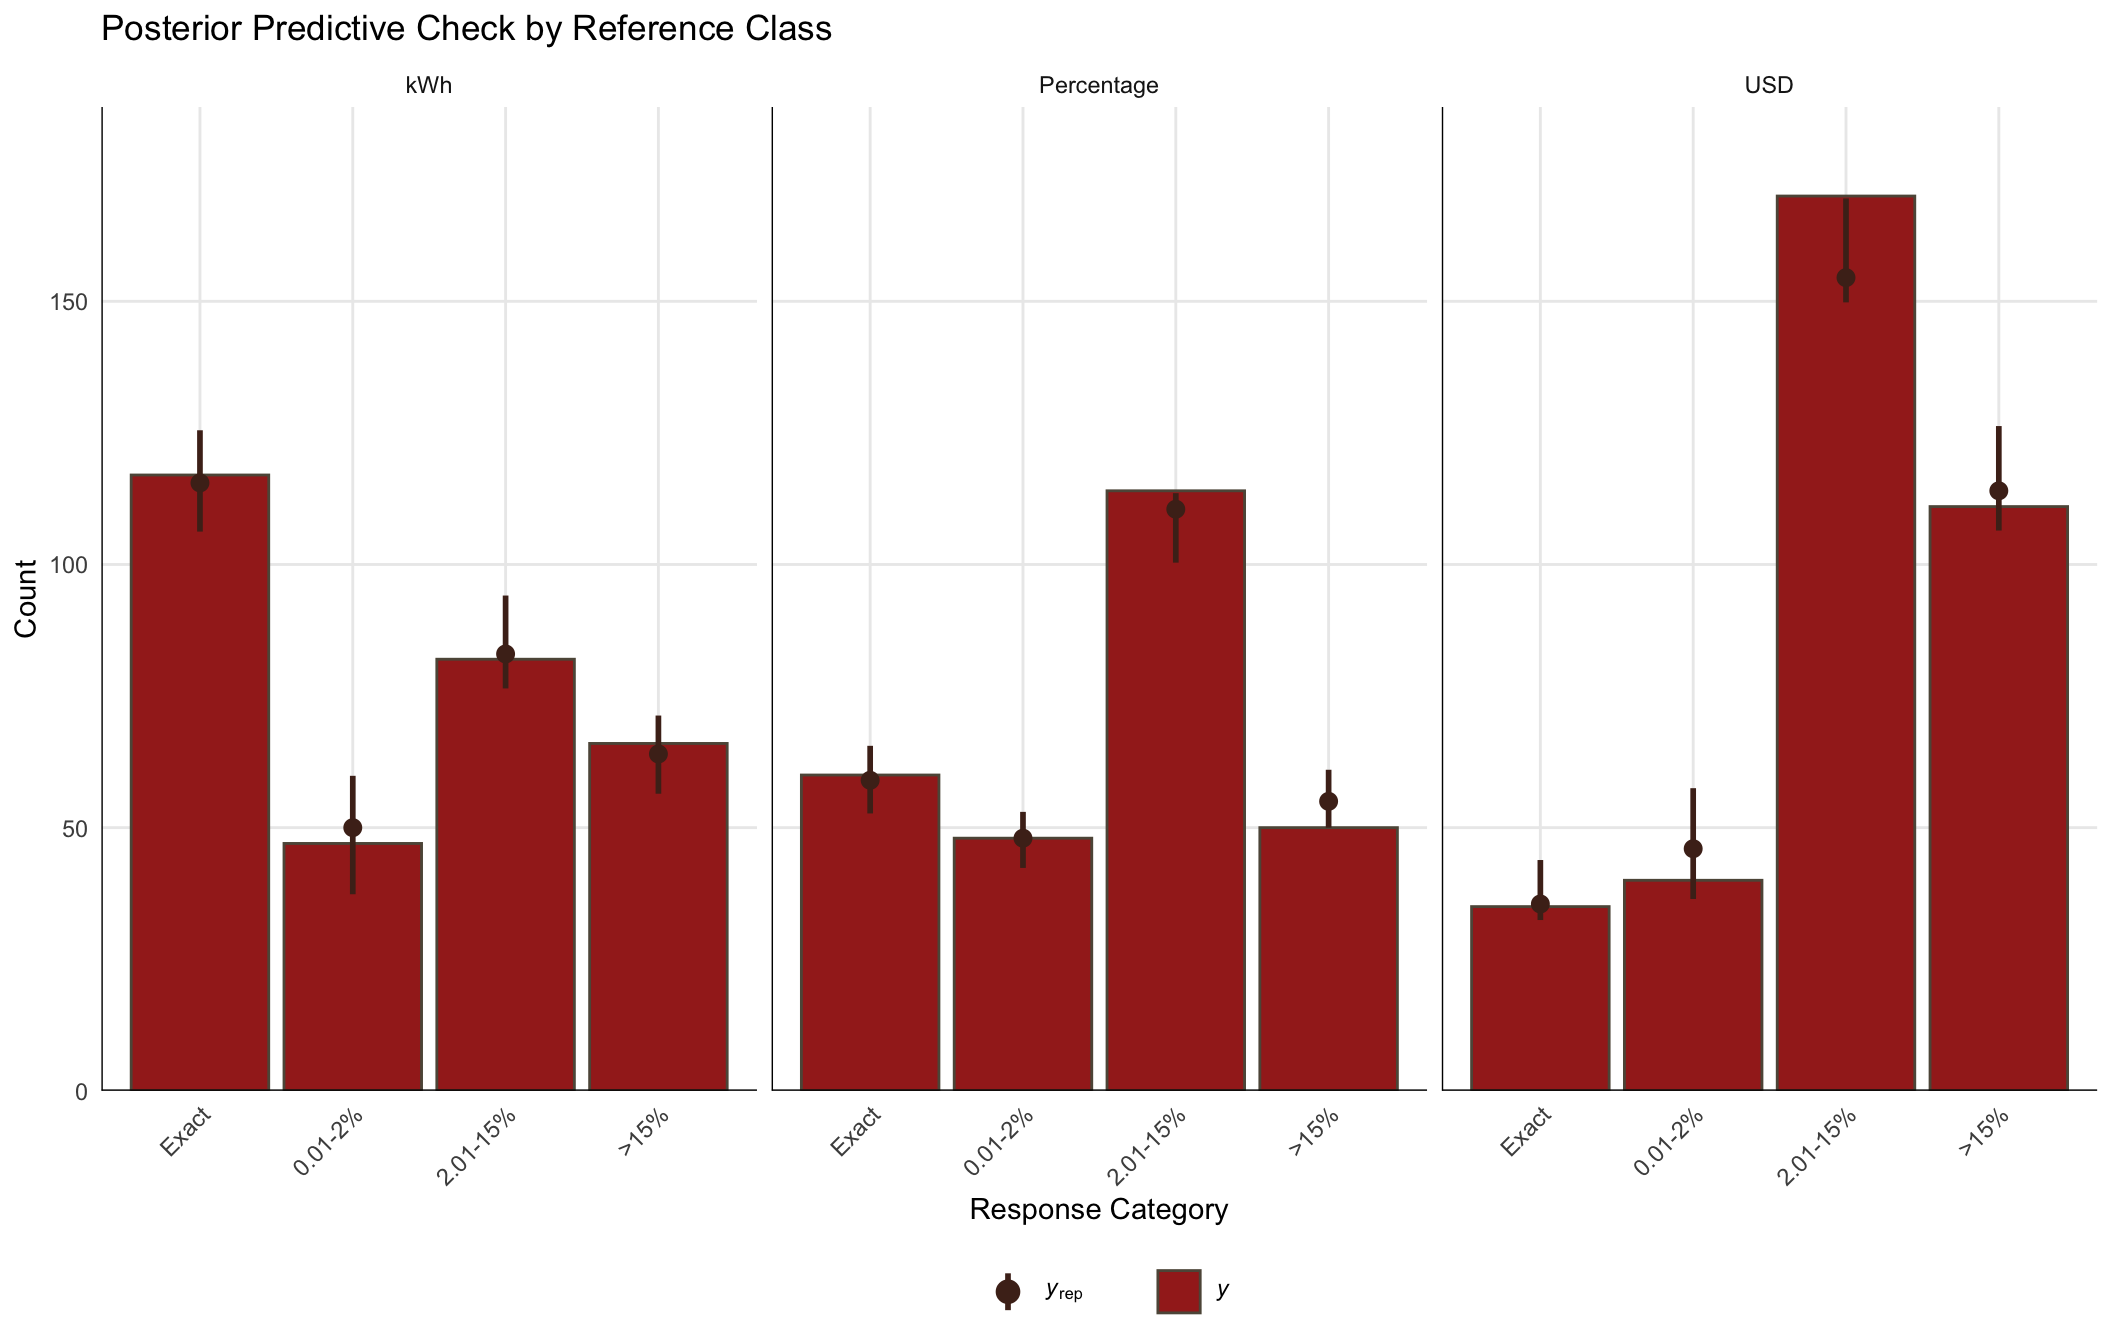 Posterior Predictive Check by Reference Class
kWh
Percentage
USD
Count
150
100
50
0
Exact
0.01-2%
2.01-15%
>15%
Exact
0.01-2%
2.01-15%
>15%
Exact
0.01-2%
2.01-15%
>15%
Response Category
yrep
y